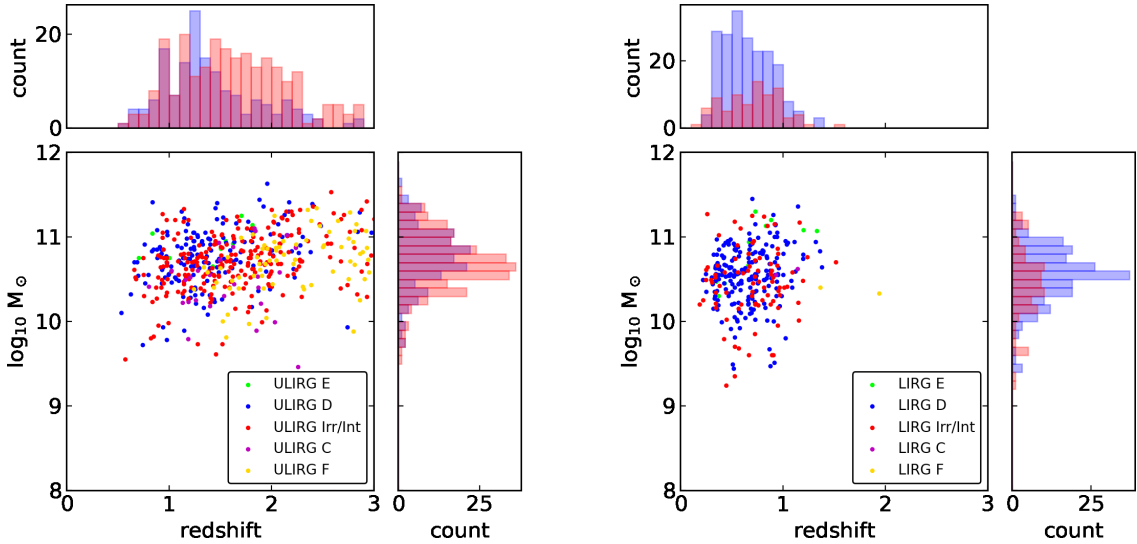 count
20
0
count
20
0
12
11
10
9
8
log₁₀ M⊙
ULIRG E
ULIRG D
ULIRG Irr/Int
ULIRG C
ULIRG F
0 1 2 3
redshift
0 25
count
12
11
10
9
8
log₁₀ M⊙
LIRG E
LIRG D
LIRG Irr/Int
LIRG C
LIRG F
0 1 2 3
redshift
0 25
count